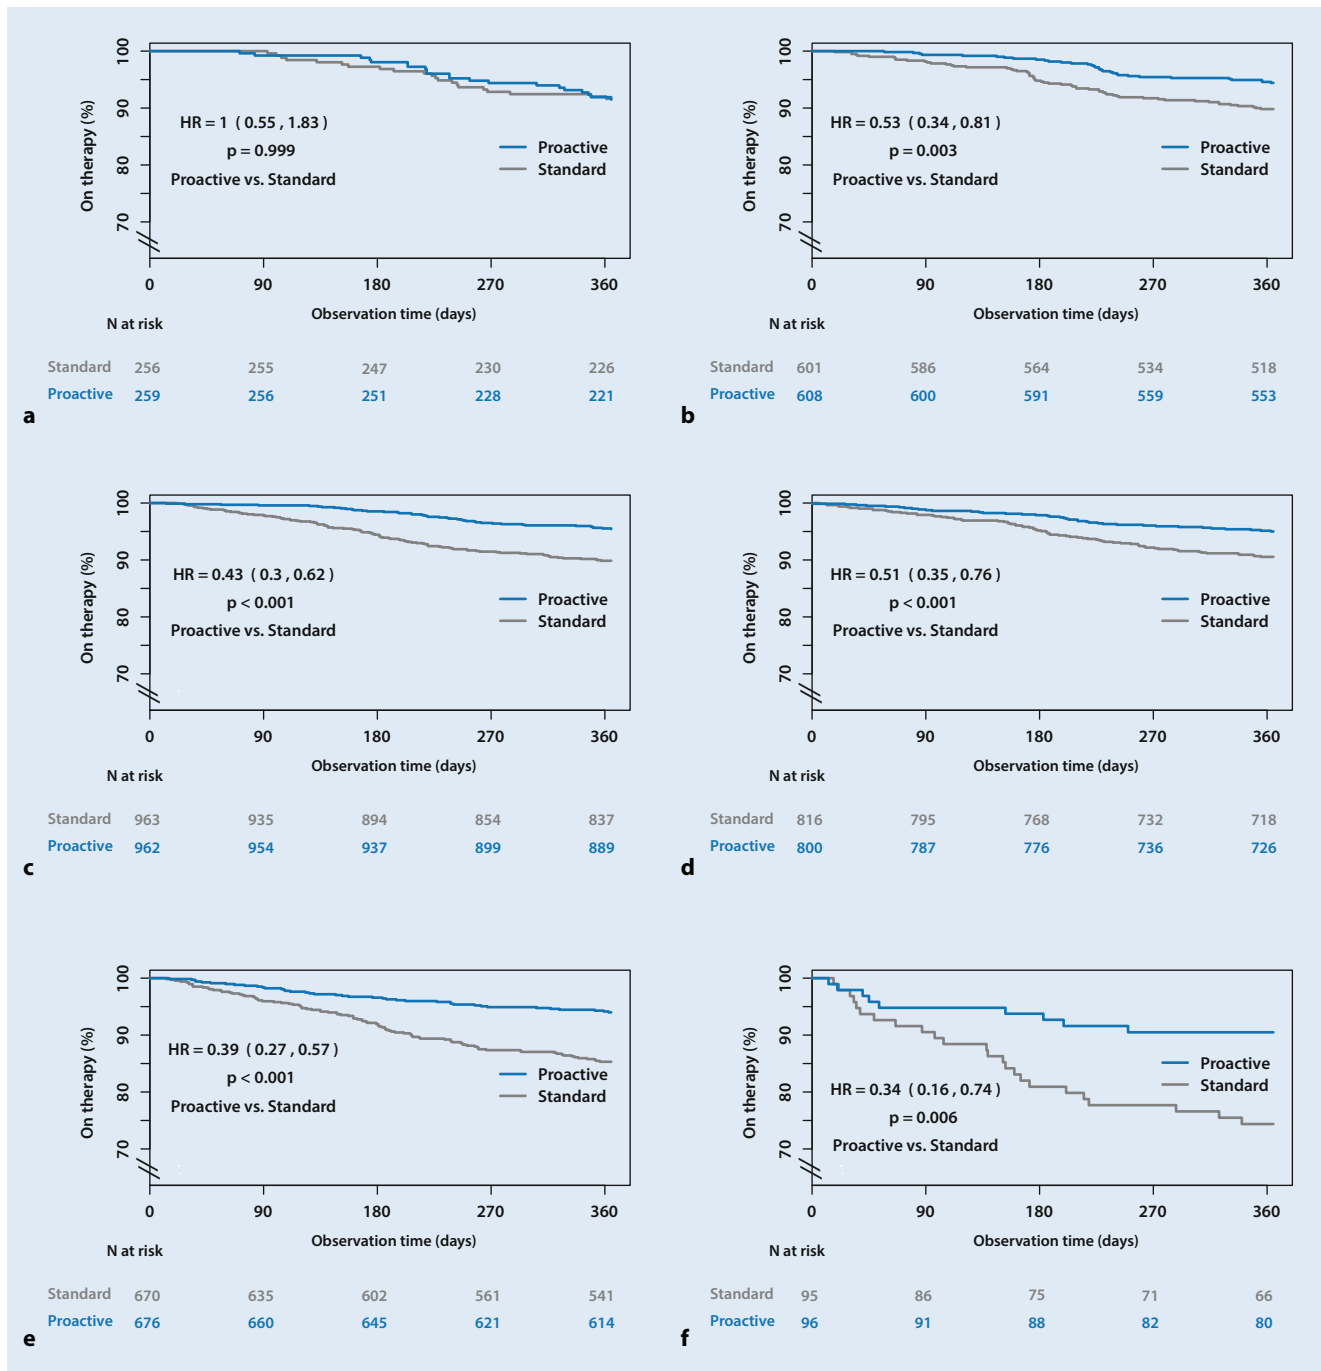 100
90
80
70
On therapy (%)
HR = 1 ( 0.55 , 1.83 )
p = 0.999
Proactive vs. Standard
Proactive
Standard
0 90 180 270 360
Observation time (days)
N at risk
Standard 256 255 247 230 226
Proactive 259 256 251 228 221
a
100
90
80
70
On therapy (%)
HR = 0.53 ( 0.34 , 0.81 )
p = 0.003
Proactive vs. Standard
Proactive
Standard
0 90 180 270 360
Observation time (days)
N at risk
Standard 601 586 564 534 518
Proactive 608 600 591 559 553
b
100
90
80
70
On therapy (%)
HR = 0.43 ( 0.3 , 0.62 )
p < 0.001
Proactive vs. Standard
Proactive
Standard
0 90 180 270 360
Observation time (days)
N at risk
Standard 963 935 894 854 837
Proactive 962 954 937 899 889
c
100
90
80
70
On therapy (%)
HR = 0.51 ( 0.35 , 0.76 )
p < 0.001
Proactive vs. Standard
Proactive
Standard
0 90 180 270 360
Observation time (days)
N at risk
Standard 816 795 768 732 718
Proactive 800 787 776 736 726
d
100
90
80
70
On therapy (%)
HR = 0.39 ( 0.27 , 0.57 )
p < 0.001
Proactive vs. Standard
Proactive
Standard
0 90 180 270 360
Observation time (days)
N at risk
Standard 670 635 602 561 541
Proactive 676 660 645 621 614
e
100
90
80
70
On therapy (%)
HR = 0.34 ( 0.16 , 0.74 )
p = 0.006
Proactive vs. Standard
Proactive
Standard
0 90 180 270 360
Observation time (days)
N at risk
Standard 95 86 75 71 66
Proactive 96 91 88 82 80
f